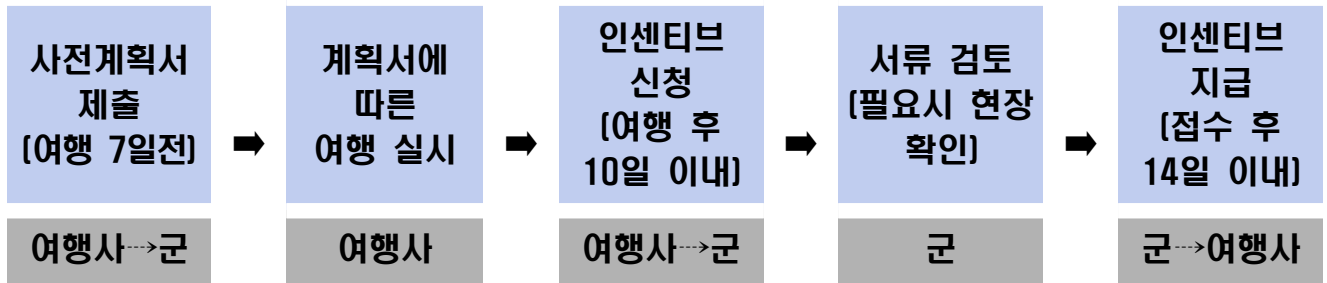 사전계획서
제출
(여행 7일전)
➡
계획서에
따른
여행 실시
➡
인센티브
신청
(여행 후
10일 이내)
➡
서류 검토
(필요시 현장
확인)
➡
인센티브
지급
(접수 후
14일 이내)
여행사⇢군
여행사
여행사⇢군
군
군⇢여행사